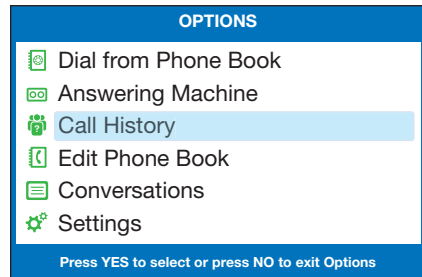 OPTIONS
Dial from Phone Book
Answering Machine
Call History
Edit Phone Book
Conversations
Settings
Press YES to select or press NO to exit Options